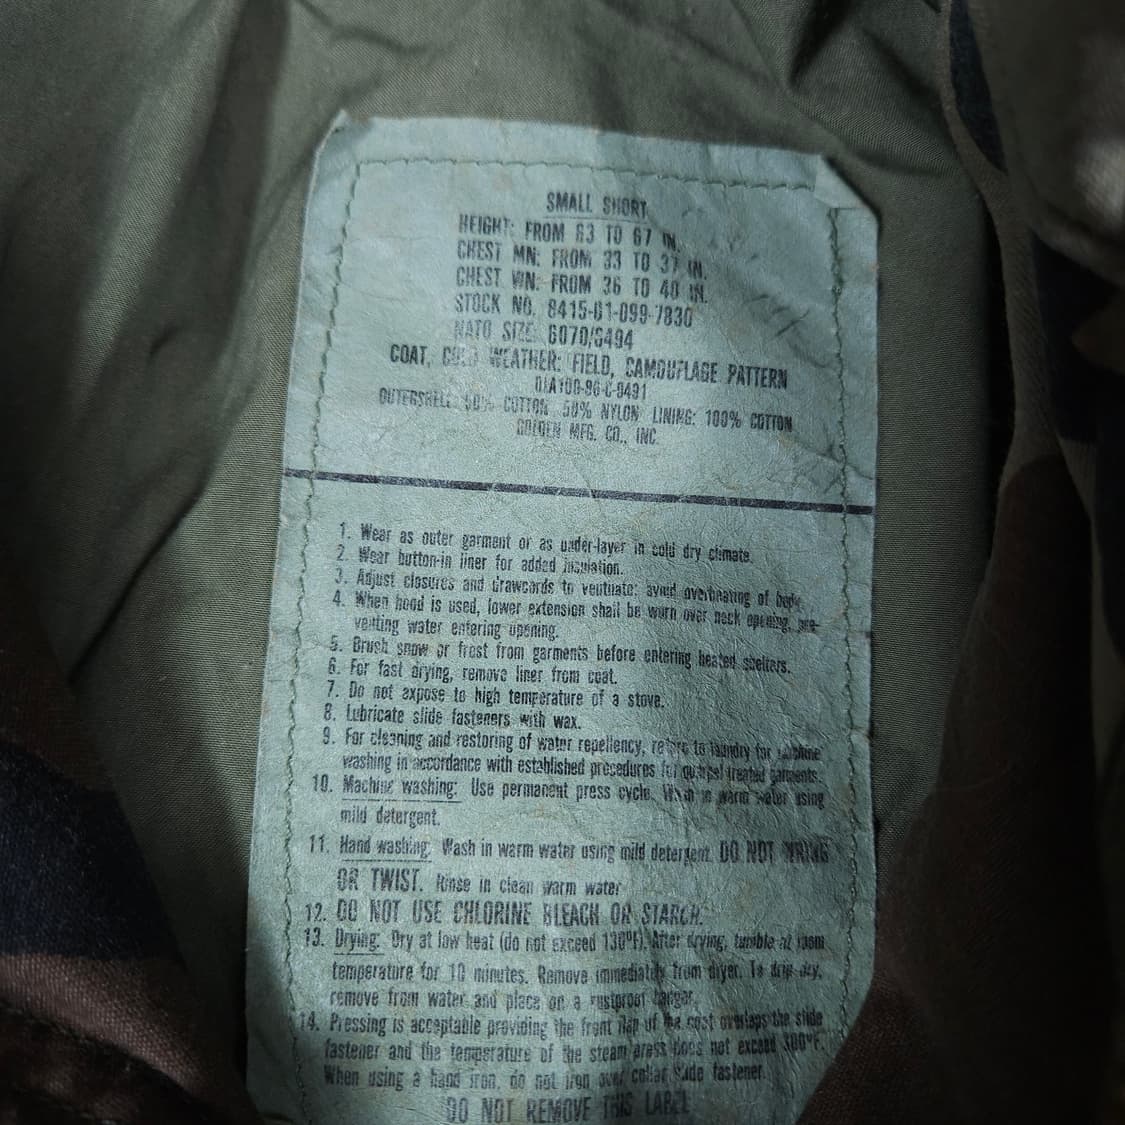 SMALL SHORT
HEIGHT: FROM 63 TO 67 IN.
CHEST MN: FROM 33 TO 37 IN.
CHEST WN: FROM 36 TO 40 IN.
STOCK NO. 8415-01-099-7830
NATO SIZE: 6070/8494
COAT, COLD WEATHER: FIELD, CAMOUFLAGE PATTERN
DLA100-86-C-0491
OUTERSHELL: 50% COTTON 50% NYLON LINING: 100% COTTON
GOLDEN MFG. CO., INC.
1. Wear as outer garment or as under-layer in cold dry climate.
2. Wear button-in liner for added insulation.
3. Adjust closures and drawcords to ventilate; avoid overheating of body.
4. When hood is used, lower extension shall be worn over neck opening, pre-
venting water entering opening.
5. Brush snow or frost from garments before entering heated shelters.
6. For fast drying, remove liner from coat.
7. Do not expose to high temperature of a stove.
8. Lubricate slide fasteners with wax.
9. For cleaning and restoring of water repellency, return to laundry for machine
washing in accordance with established procedures for quarpel treated garments.
10. Machine washing: Use permanent press cycle. Wash in warm water using
mild detergent.
11. Hand washing: Wash in warm water using mild detergent. DO NOT WRING
OR TWIST. Rinse in clean warm water
12. DO NOT USE CHLORINE BLEACH OR STARCH.
13. Drying: Dry at low heat (do not exceed 130°F). After drying, tumble at room
temperature for 10 minutes. Remove immediately from dryer. To drip dry,
remove from water and place on a rustproof hanger.
14. Pressing is acceptable providing the front flap of the coat overlaps the slide
fastener and the temperature of the steam press does not exceed 300°F.
When using a hand iron, do not iron over collar slide fastener.
DO NOT REMOVE THIS LABEL